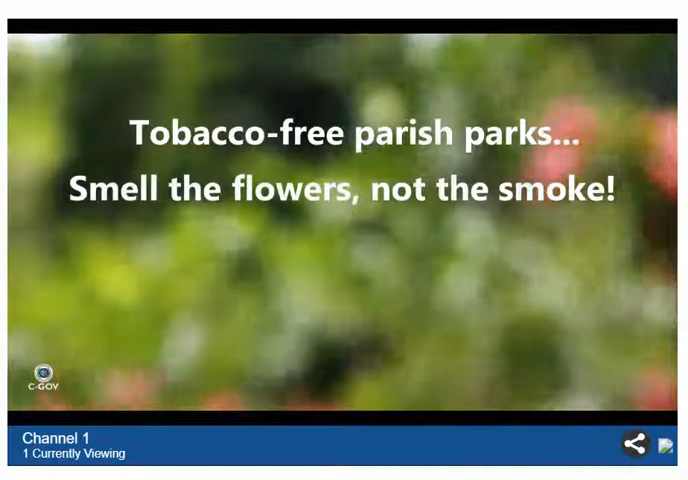 Tobacco-free parish parks...
Smell the flowers, not the smoke!
C-GOV
Channel 1
1 Currently Viewing